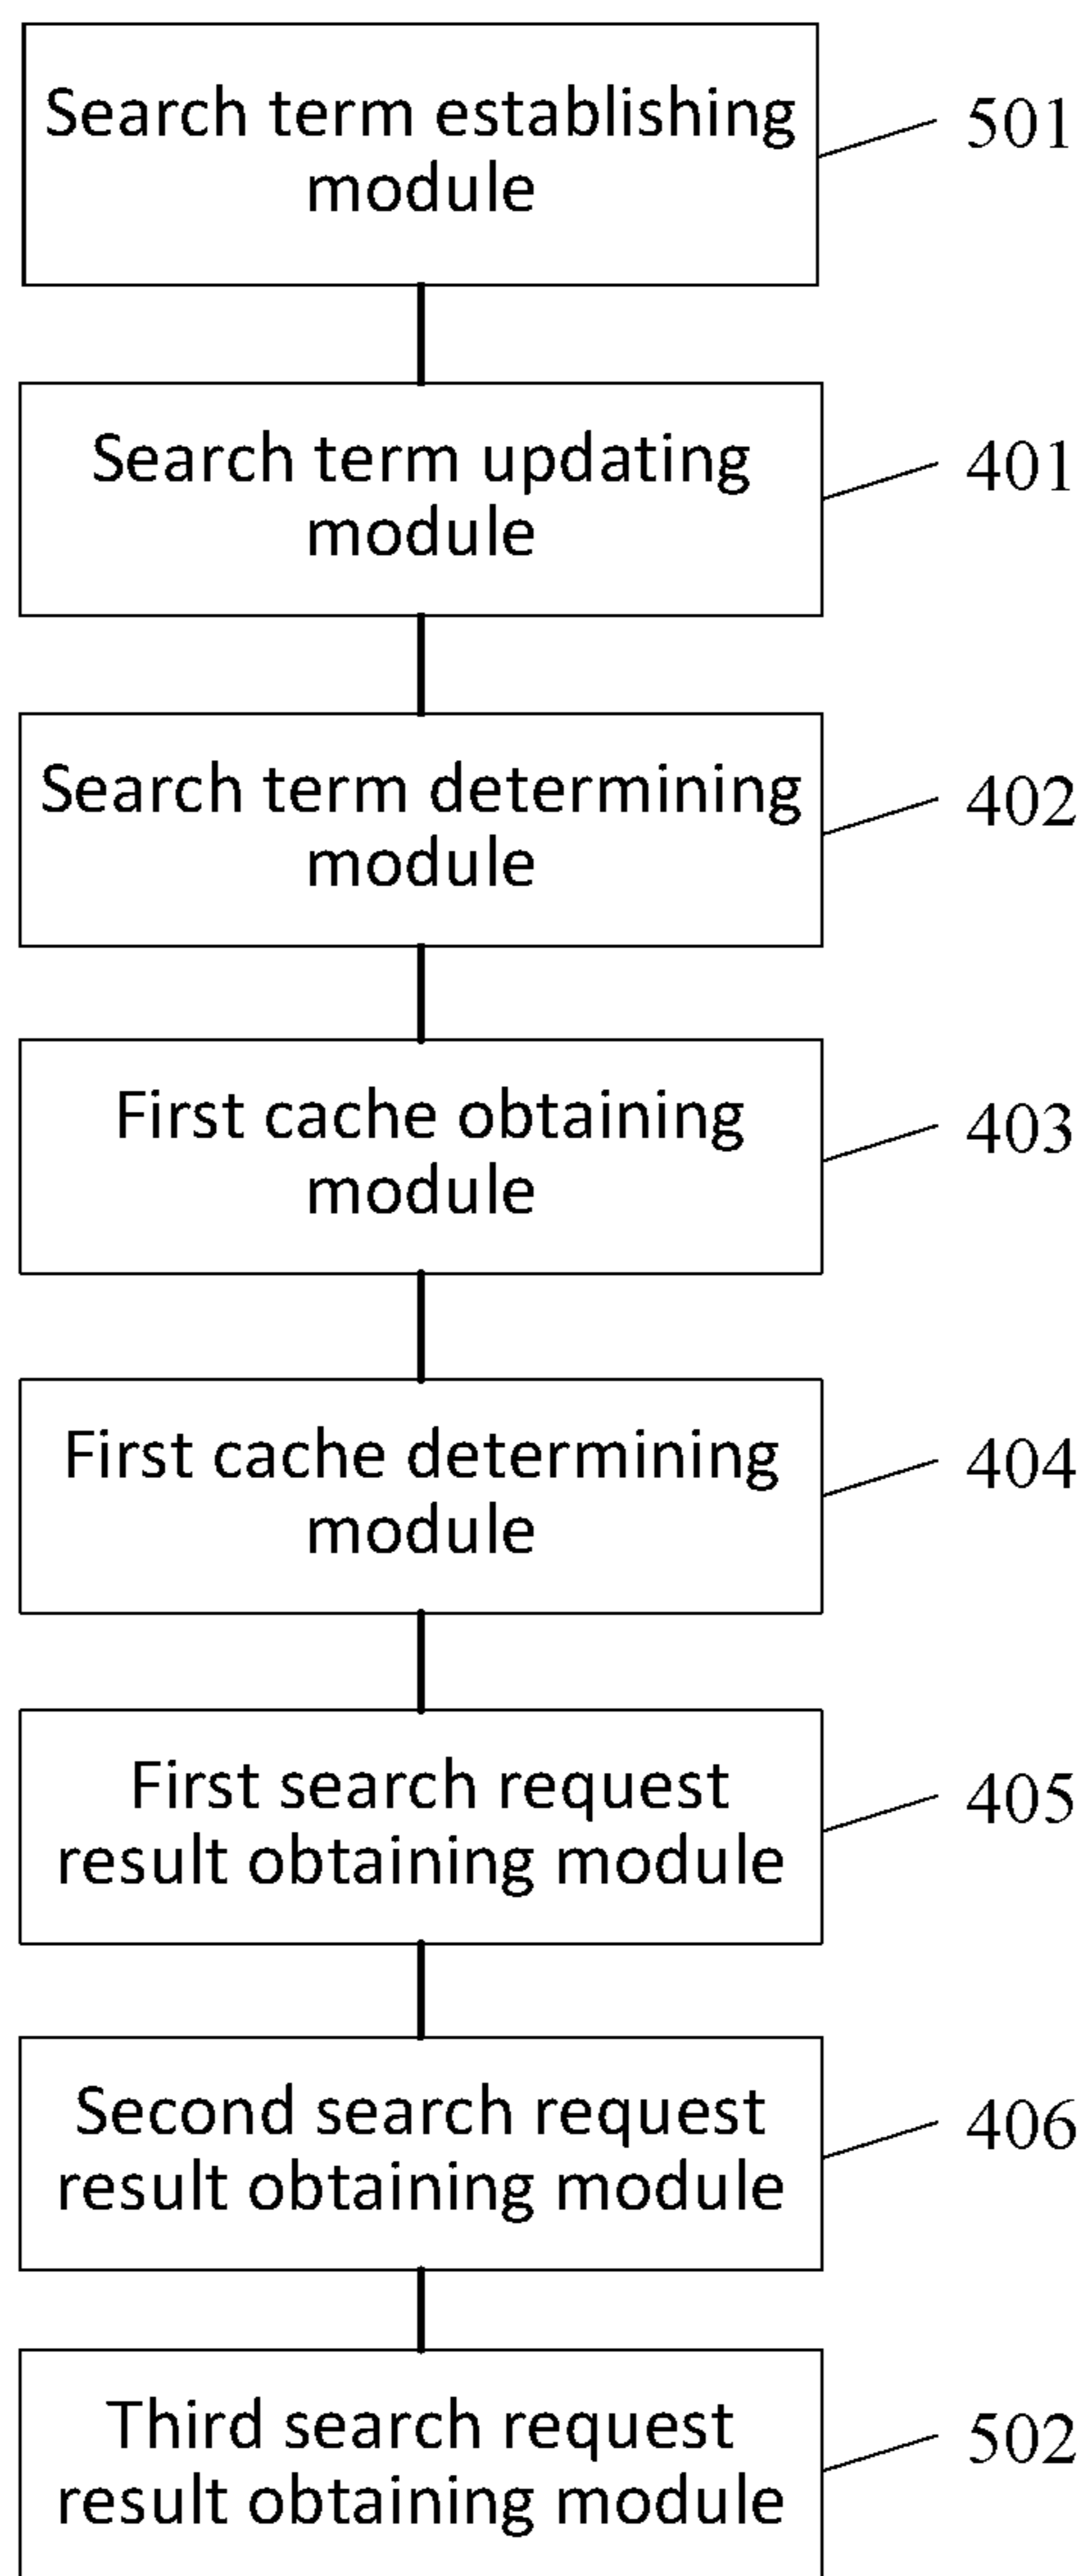 Search term establishing
module
501
Search term updating
module
401
Search term determining
module
402
First cache obtaining
module
403
First cache determining
module
404
First search request
result obtaining module
405
Second search request
result obtaining module
406
Third search request
result obtaining module
502